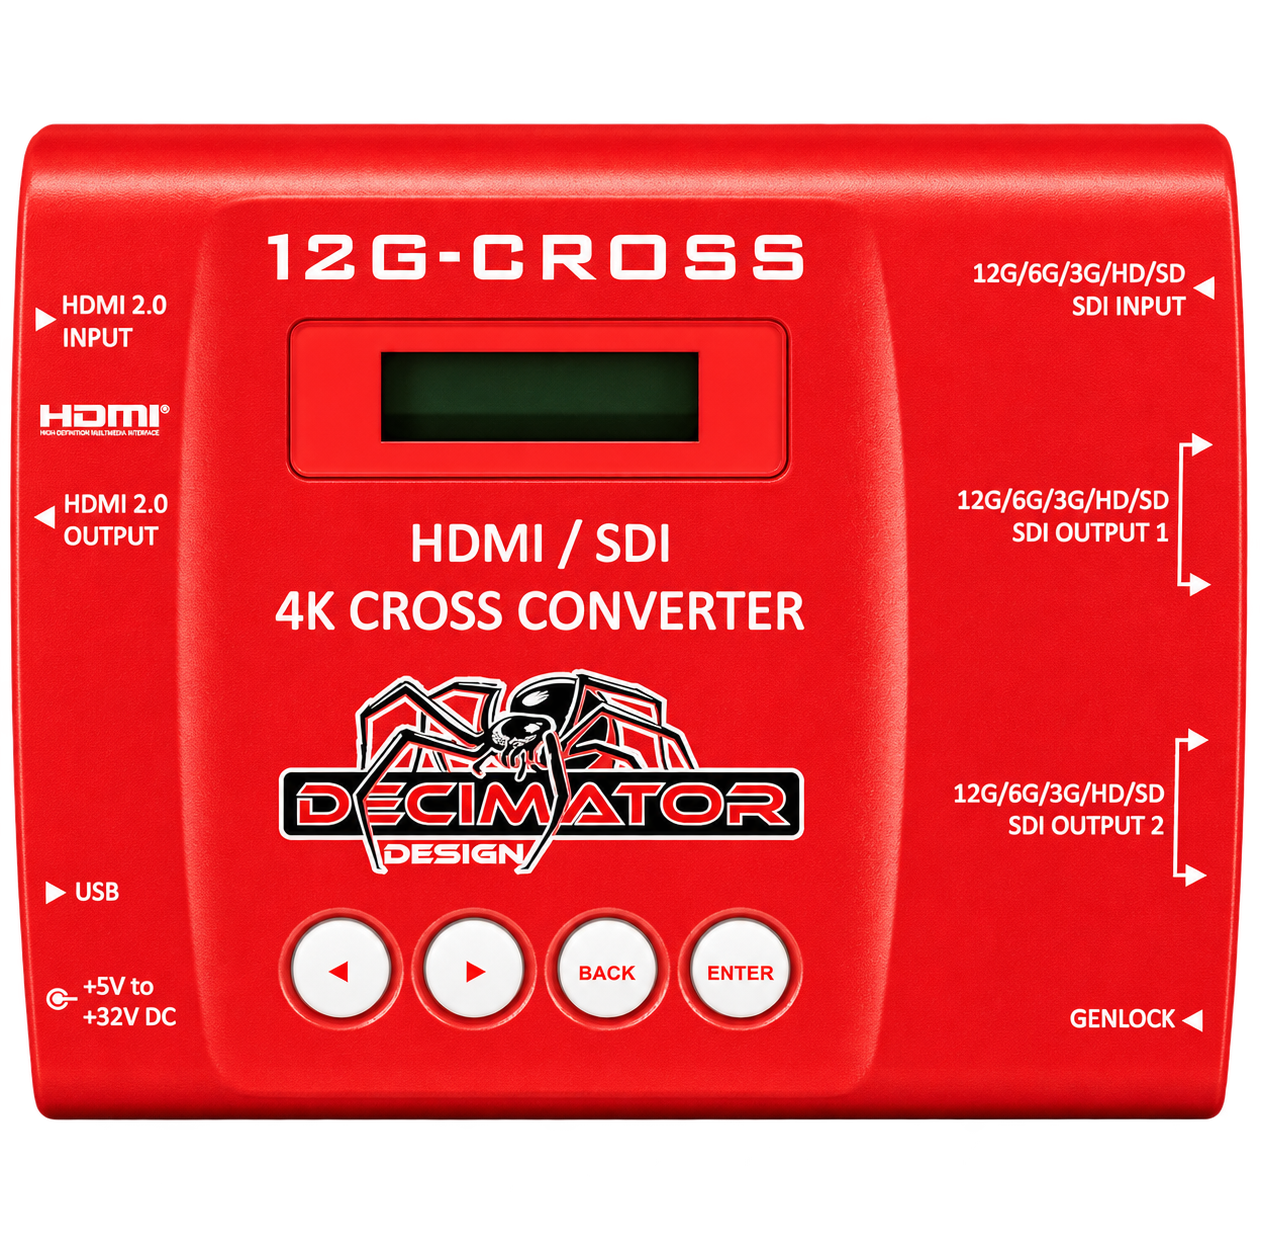 12G-CROSS
HDMI 2.0
INPUT
HDMI®
HIGH DEFINITION MULTIMEDIA INTERFACE
HDMI 2.0
OUTPUT
HDMI / SDI
4K CROSS CONVERTER
DECIMATOR
DESIGN
USB
+5V to
+32V DC
BACK
ENTER
12G/6G/3G/HD/SD
SDI INPUT
12G/6G/3G/HD/SD
SDI OUTPUT 1
12G/6G/3G/HD/SD
SDI OUTPUT 2
GENLOCK